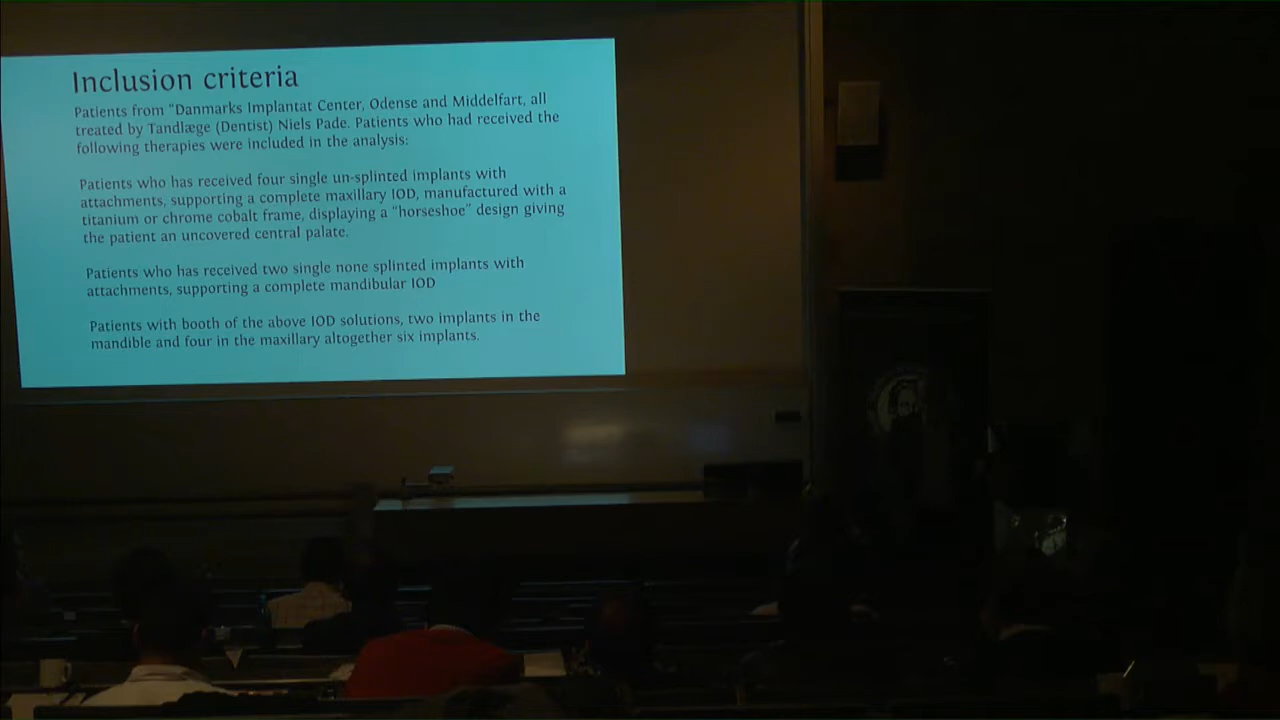 Inclusion criteria
Patients from “Danmarks Implantat Center, Odense and Middelfart, all
treated by Tandlæge (Dentist) Niels Pade. Patients who had received the
following therapies were included in the analysis:
Patients who has received four single un-splinted implants with
attachments, supporting a complete maxillary IOD, manufactured with a
titanium or chrome cobalt frame, displaying a “horseshoe” design giving
the patient an uncovered central palate.
Patients who has received two single none splinted implants with
attachments, supporting a complete mandibular IOD
Patients with booth of the above IOD solutions, two implants in the
mandible and four in the maxillary altogether six implants.